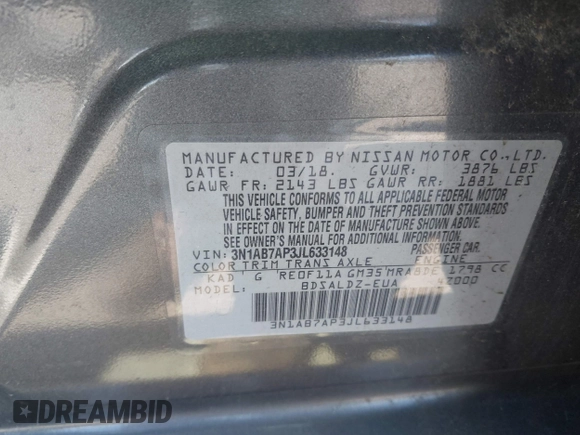 MANUFACTURED BY NISSAN MOTOR CO., LTD.
DATE: 03/18. GVWR: 3876 LBS
GAWR FR: 2143 LBS GAWR RR: 1881 LBS
THIS VEHICLE CONFORMS TO ALL APPLICABLE FEDERAL MOTOR
VEHICLE SAFETY, BUMPER AND THEFT PREVENTION STANDARDS
IN EFFECT ON THE DATE OF MANUFACTURE SHOWN ABOVE.
SEE OWNER'S MANUAL FOR ADDITIONAL INFORMATION.
VIN: 3N1AB7AP3JL633148 PASSENGER CAR.
COLOR TRIM TRANS AXLE ENGINE
KAD G RE0F11A GM35 MRA8DE 1798 CC
MODEL: BDSALDZ-EUA 42000
3N1AB7AP3JL633148
DREAMBID